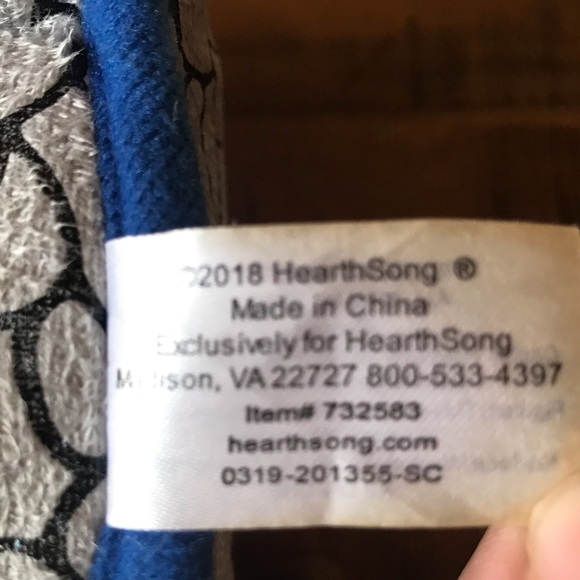 ©2018 HearthSong ®
Made in China
Exclusively for HearthSong
Madison, VA 22727 800-533-4397
Item# 732583
hearthsong.com
0319-201355-SC